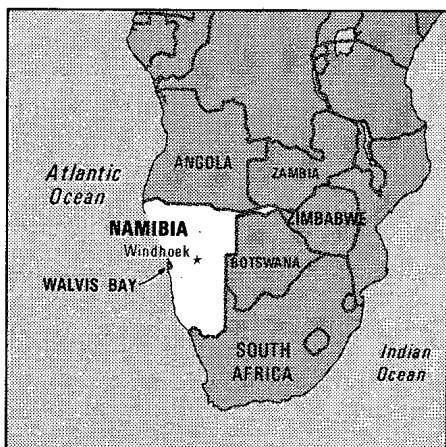 ANGOLA
ZAMBIA
Atlantic
Ocean
NAMIBIA
ZIMBABWE
Windhoek
BOTSWANA
WALVIS BAY
SOUTH
AFRICA
Indian
Ocean